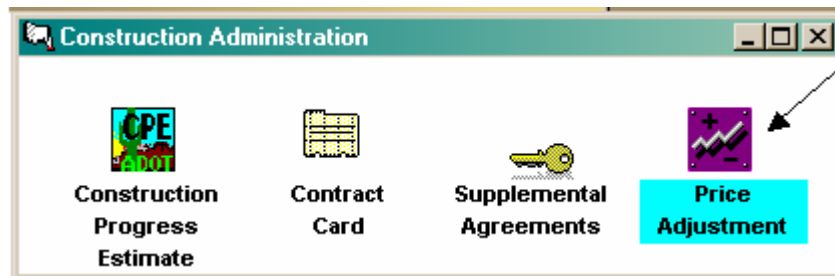 Construction Administration
CPE
ADOT
Construction
Progress
Estimate
Contract
Card
Supplemental
Agreements
Price
Adjustment